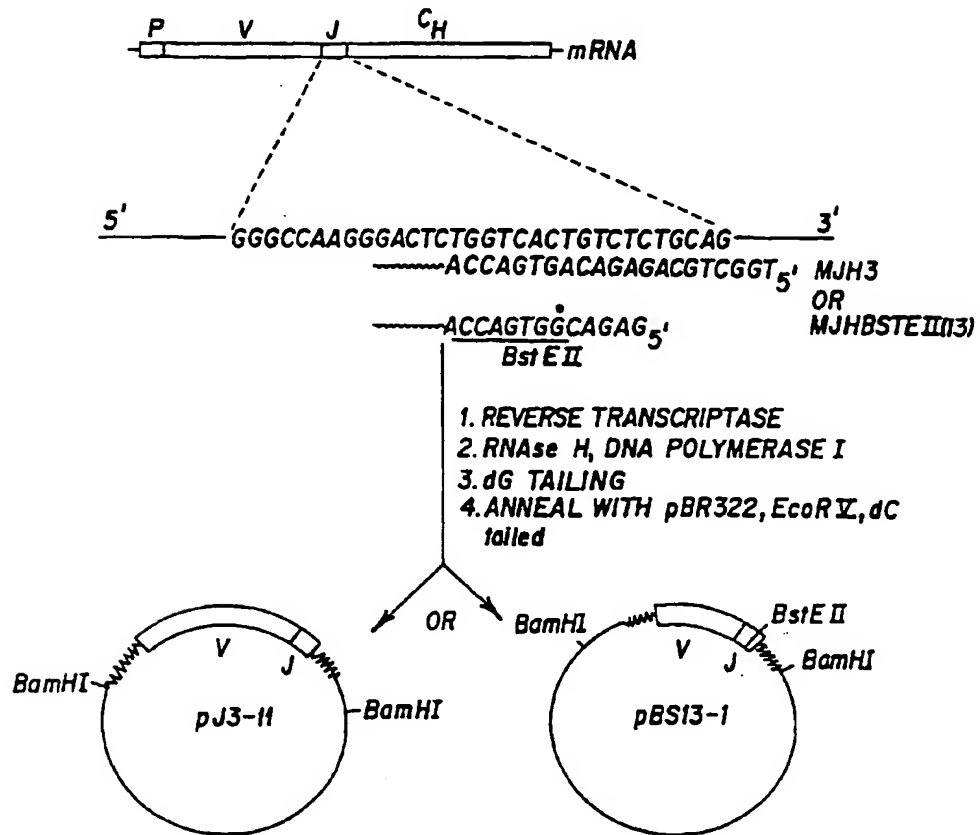 P V J CH
mRNA
5' 3'
GGGCCAAGGGACTCTGGTCACTGTCTCTGCAG
ACCAGTGACAGAGACGTCGGT5' MJH3
OR
MJHBSTEII(13)
ACCAGTGGCAGAG5'
BstEII
1. REVERSE TRANSCRIPTASE
2. RNAse H, DNA POLYMERASE I
3. dG TAILING
4. ANNEAL WITH pBR322, EcoRV, dC
tailed
OR
BamHI
V
J
BamHI
pJ3-11
BamHI
V
J
BstEII
BamHI
pBS13-1